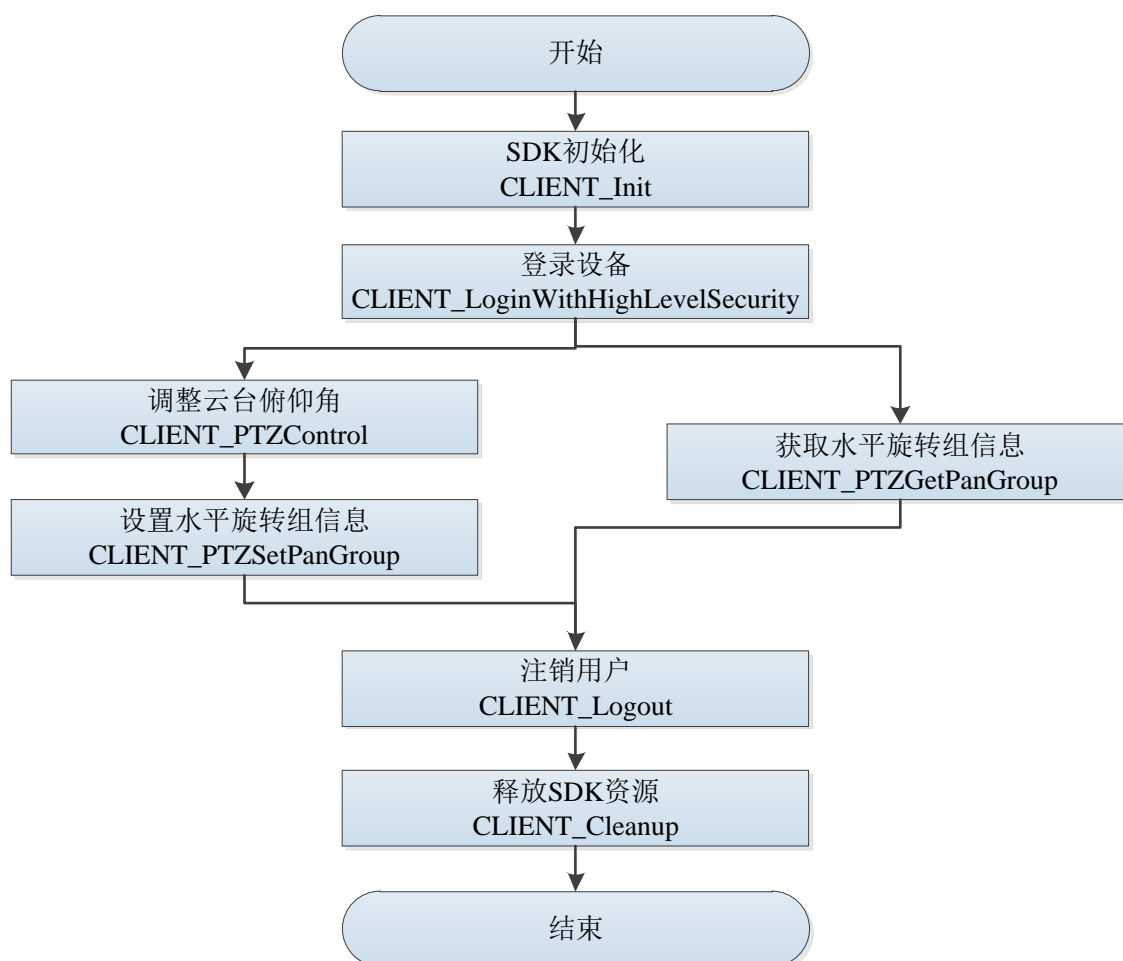 开始
SDK初始化
CLIENT_Init
登录设备
CLIENT_LoginWithHighLevelSecurity
调整云台俯仰角
CLIENT_PTZControl
设置水平旋转组信息
CLIENT_PTZSetPanGroup
获取水平旋转组信息
CLIENT_PTZGetPanGroup
注销用户
CLIENT_Logout
释放SDK资源
CLIENT_Cleanup
结束